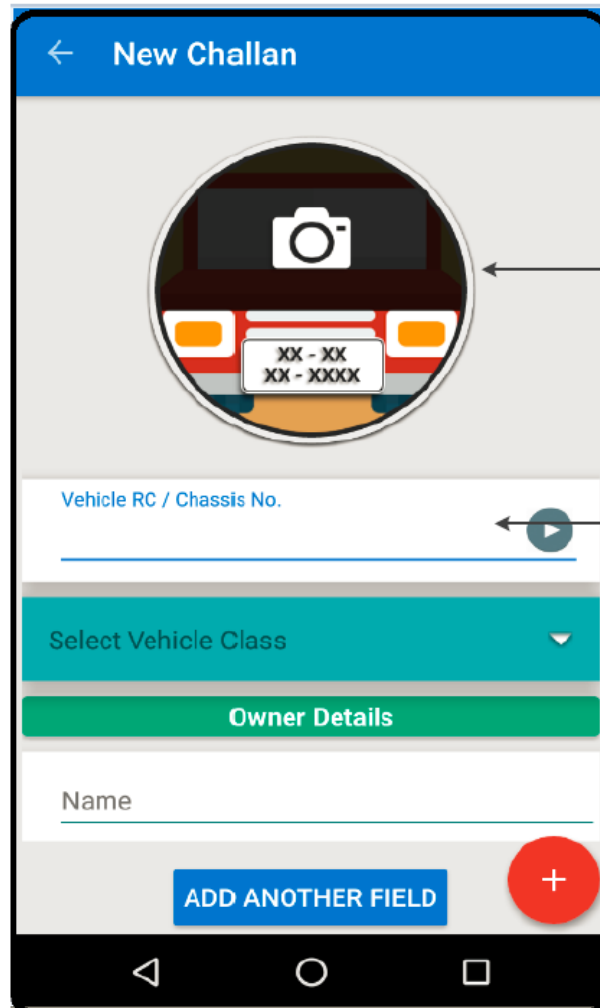 New Challan
XX - XX
XX - XXXX
Vehicle RC / Chassis No.
Select Vehicle Class
Owner Details
Name
ADD ANOTHER FIELD